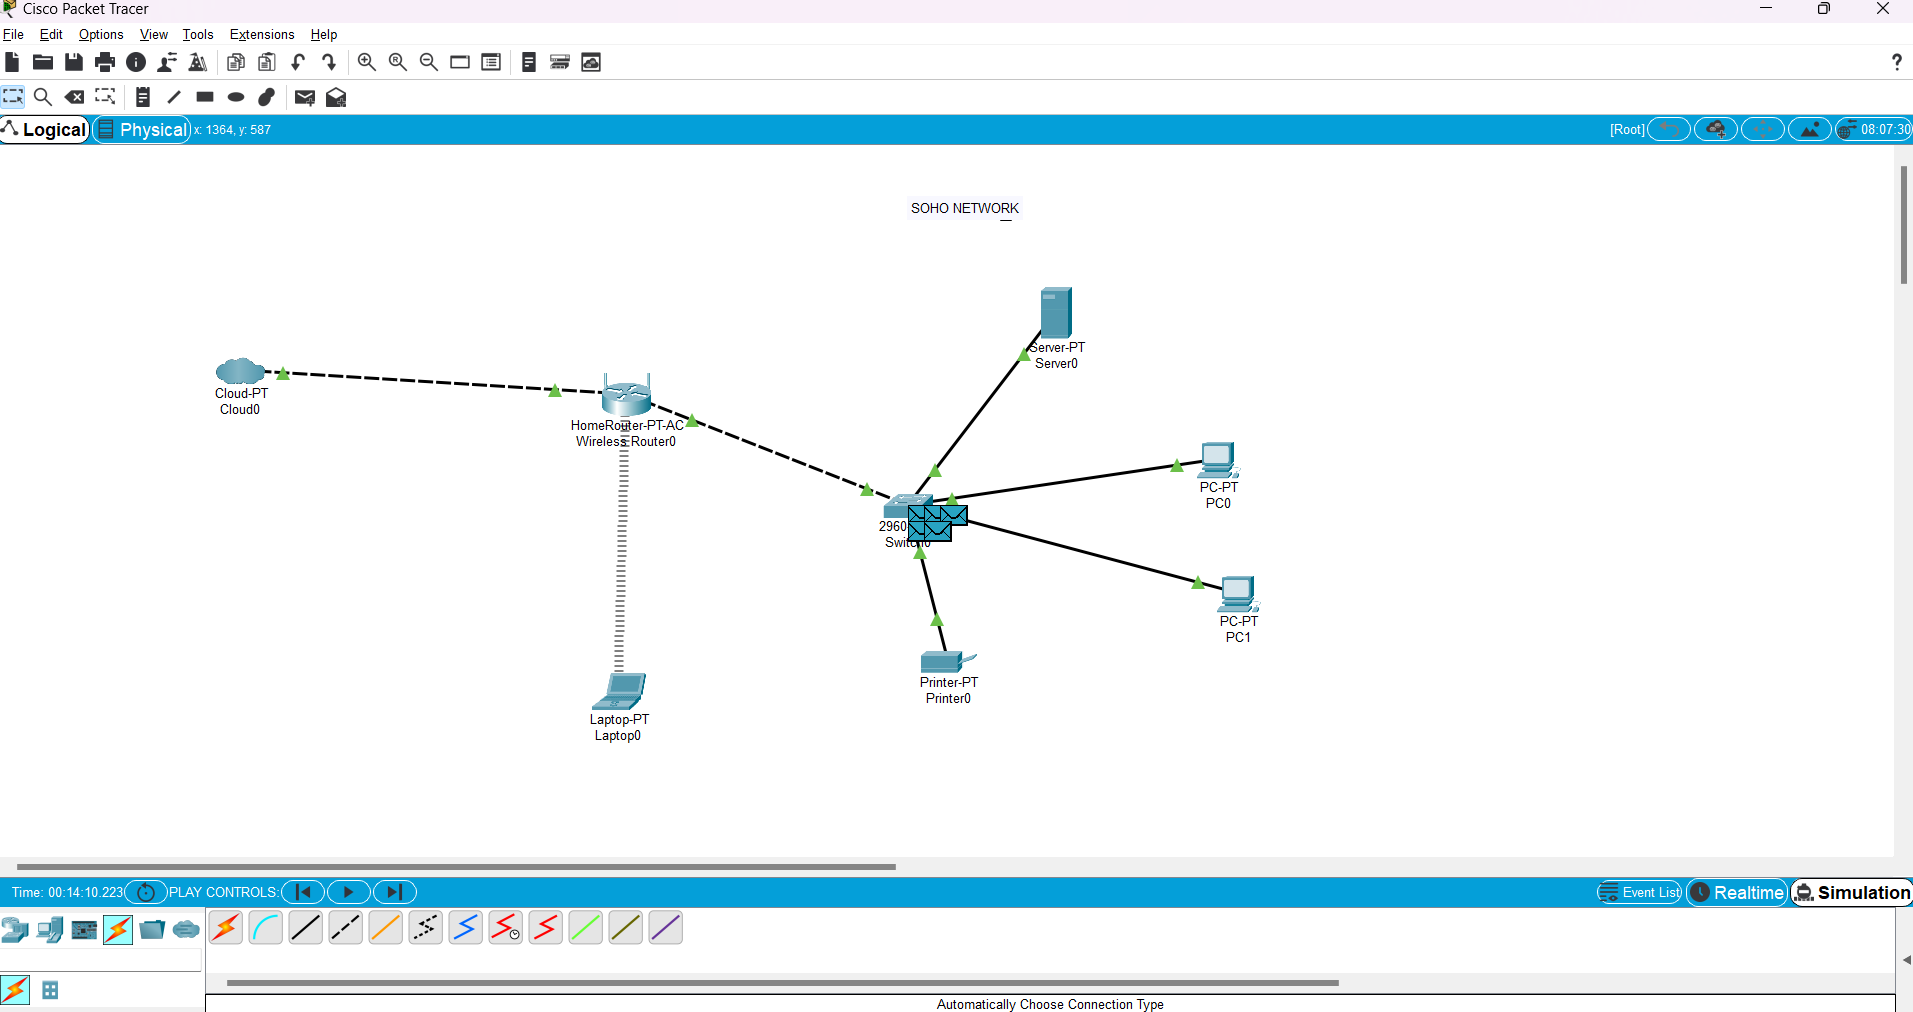 Cisco Packet Tracer
File Edit Options View Tools Extensions Help
?
Logical Physical x: 1364, y: 587 [Root] 08:07:30
SOHO NETWORK
Server-PT
Server0
Cloud-PT
Cloud0
HomeRouter-PT-AC
Wireless Router0
PC-PT
PC0
2960
Switch0
PC-PT
PC1
Printer-PT
Printer0
Laptop-PT
Laptop0
Time: 00:14:10.223 PLAY CONTROLS: Event List Realtime Simulation
Automatically Choose Connection Type